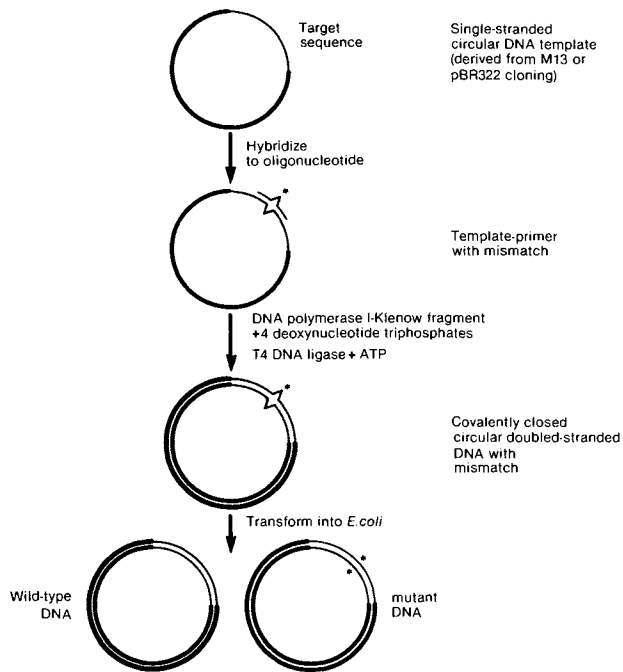 Target
sequence
Single-stranded
circular DNA template
(derived from M13 or
pBR322 cloning)
Hybridize
to oligonucleotide
*
Template-primer
with mismatch
DNA polymerase I-Klenow fragment
+4 deoxynucleotide triphosphates
T4 DNA ligase + ATP
*
Covalently closed
circular doubled-stranded
DNA with
mismatch
Transform into E.coli
Wild-type
DNA
*
*
mutant
DNA